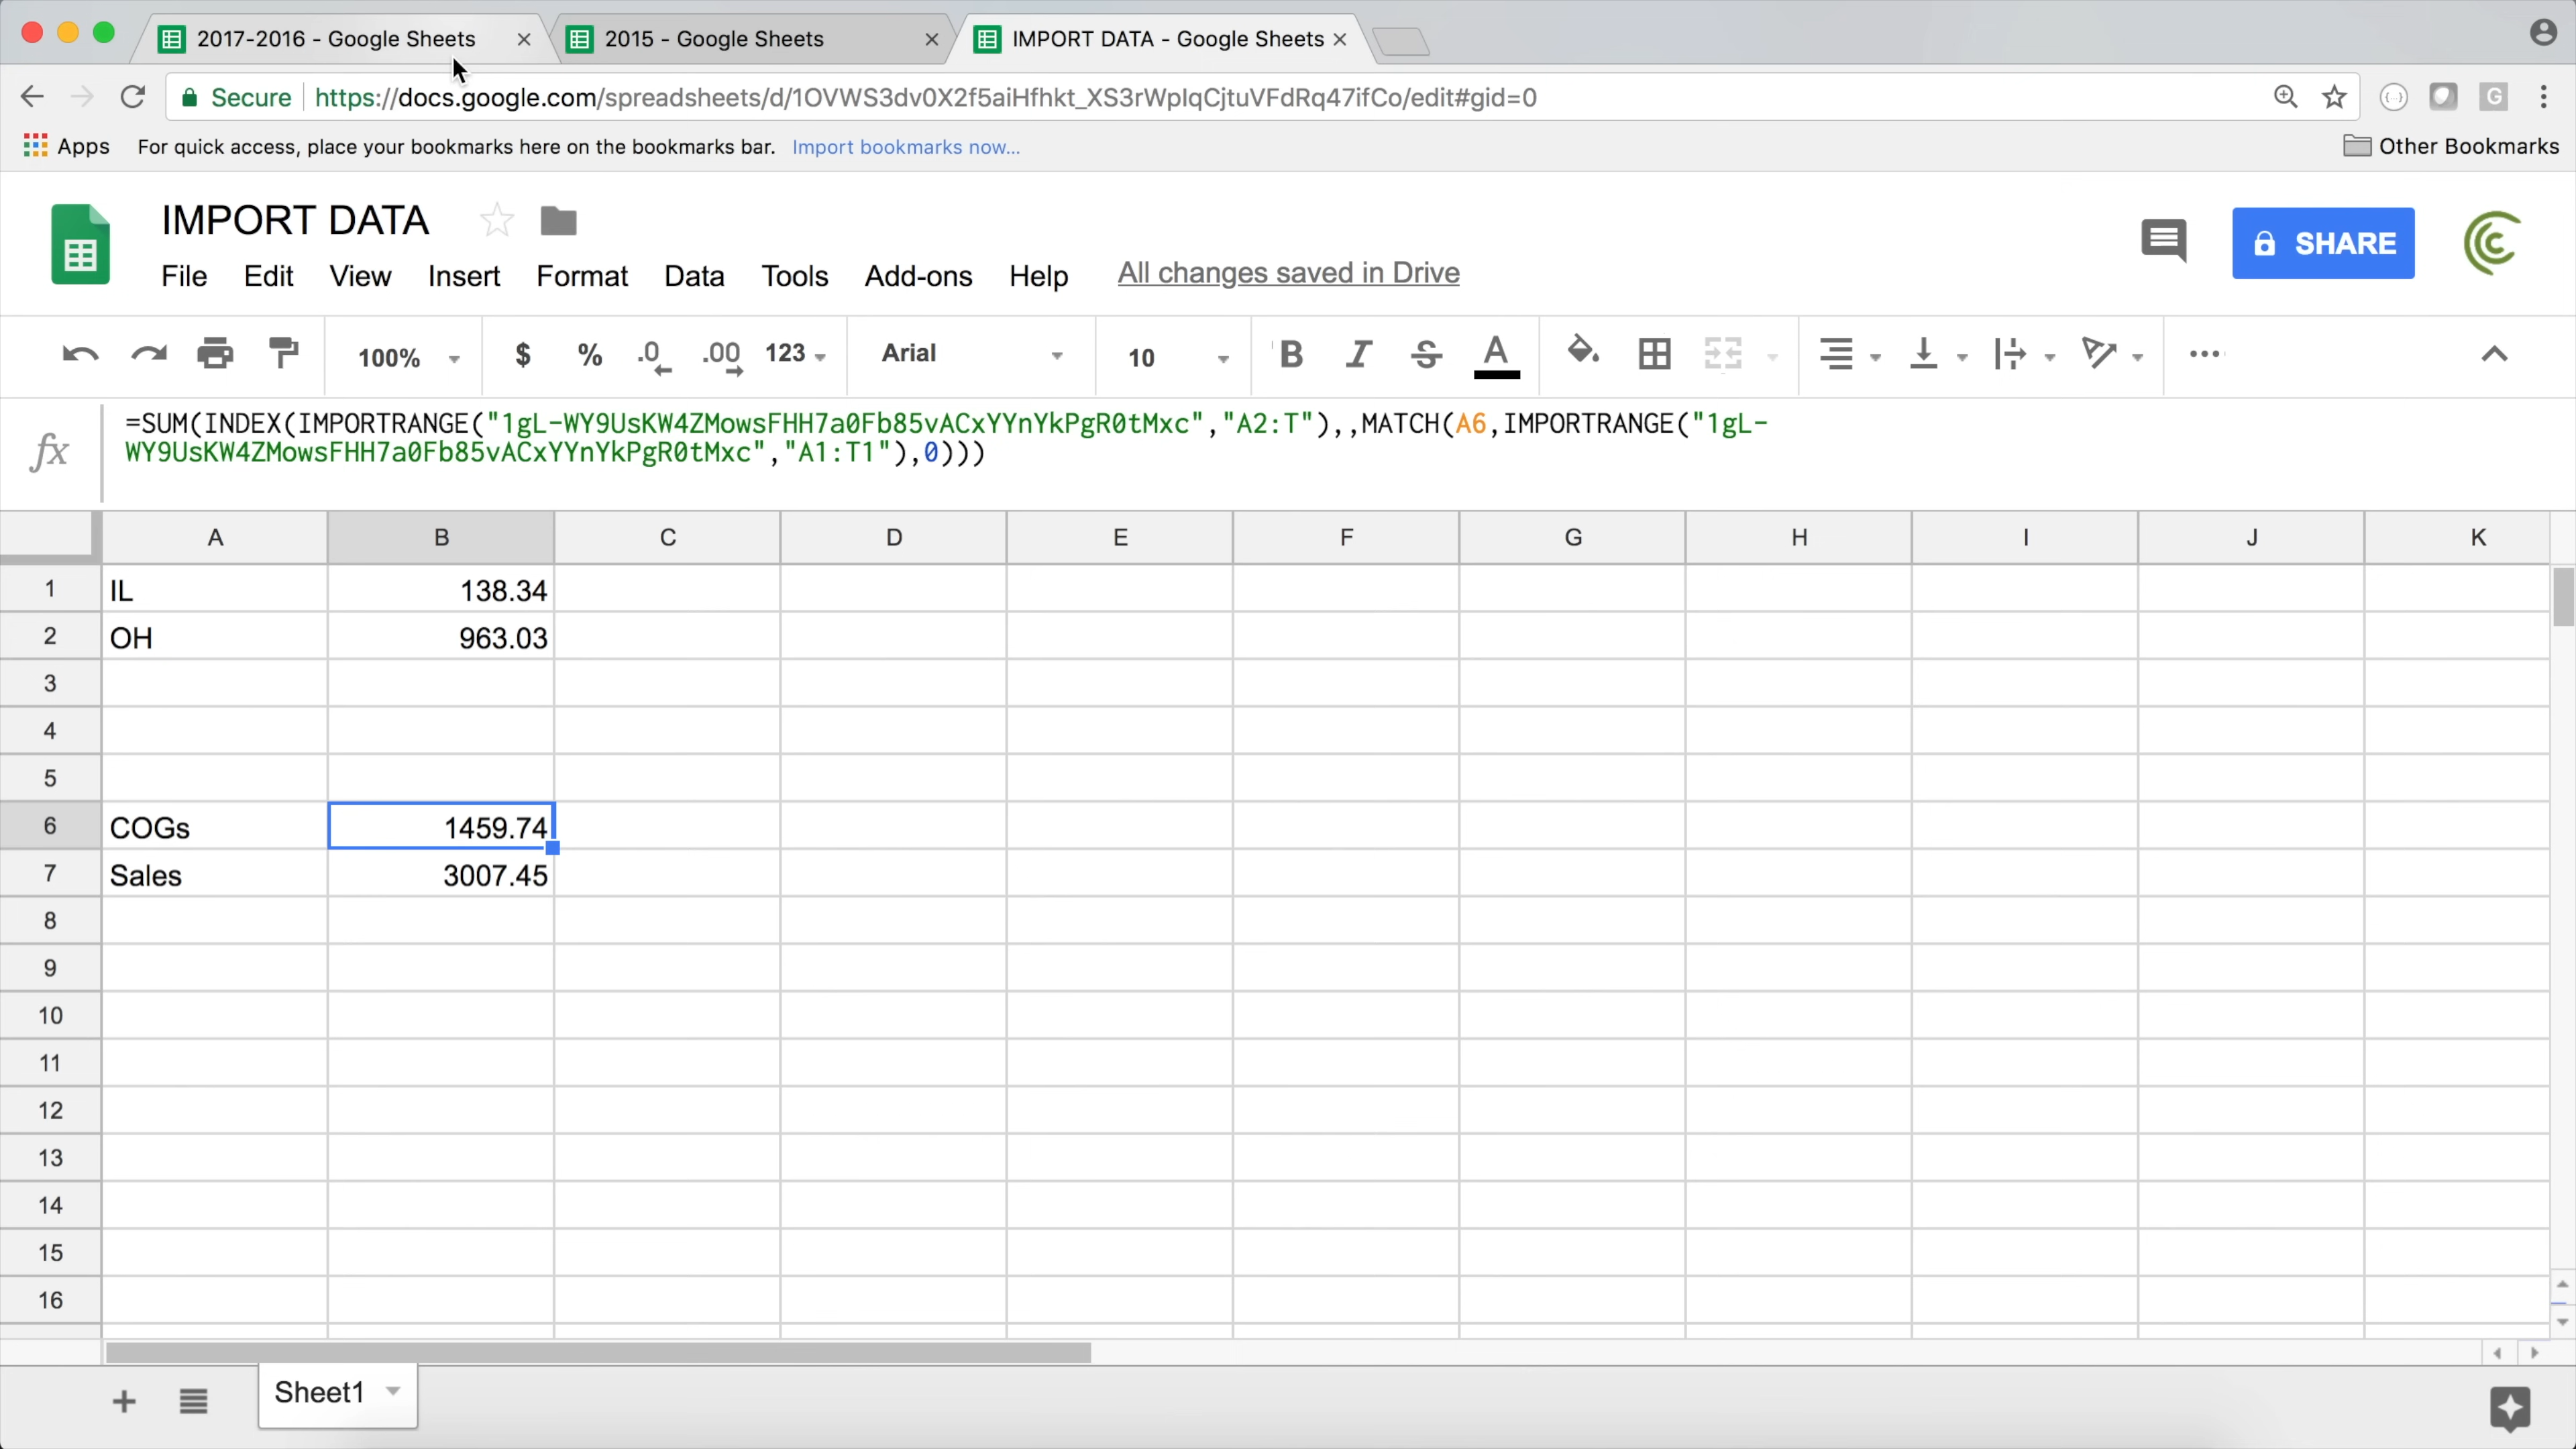 2017-2016 - Google Sheets
2015 - Google Sheets
IMPORT DATA - Google Sheets
Secure
https://docs.google.com/spreadsheets/d/1OVWS3dv0X2f5aiHfhkt_XS3rWpIqCjtuVFdRq47ifCo/edit#gid=0
G
Apps
For quick access, place your bookmarks here on the bookmarks bar.
Import bookmarks now...
Other Bookmarks
IMPORT DATA
File Edit View Insert Format Data Tools Add-ons Help
All changes saved in Drive
SHARE
100% $ % .0 .00 123 Arial 10 B I S A
fx
=SUM(INDEX(IMPORTRANGE("1gL-WY9UsKW4ZMowsFHH7a0Fb85vACxYYnYkPgR0tMxc","A2:T"),,MATCH(A6,IMPORTRANGE("1gL-
WY9UsKW4ZMowsFHH7a0Fb85vACxYYnYkPgR0tMxc","A1:T1"),0)))
A B C D E F G H I J K
1 IL 138.34
2 OH 963.03
3
4
5
6 COGs 1459.74
7 Sales 3007.45
8
9
10
11
12
13
14
15
16
Sheet1